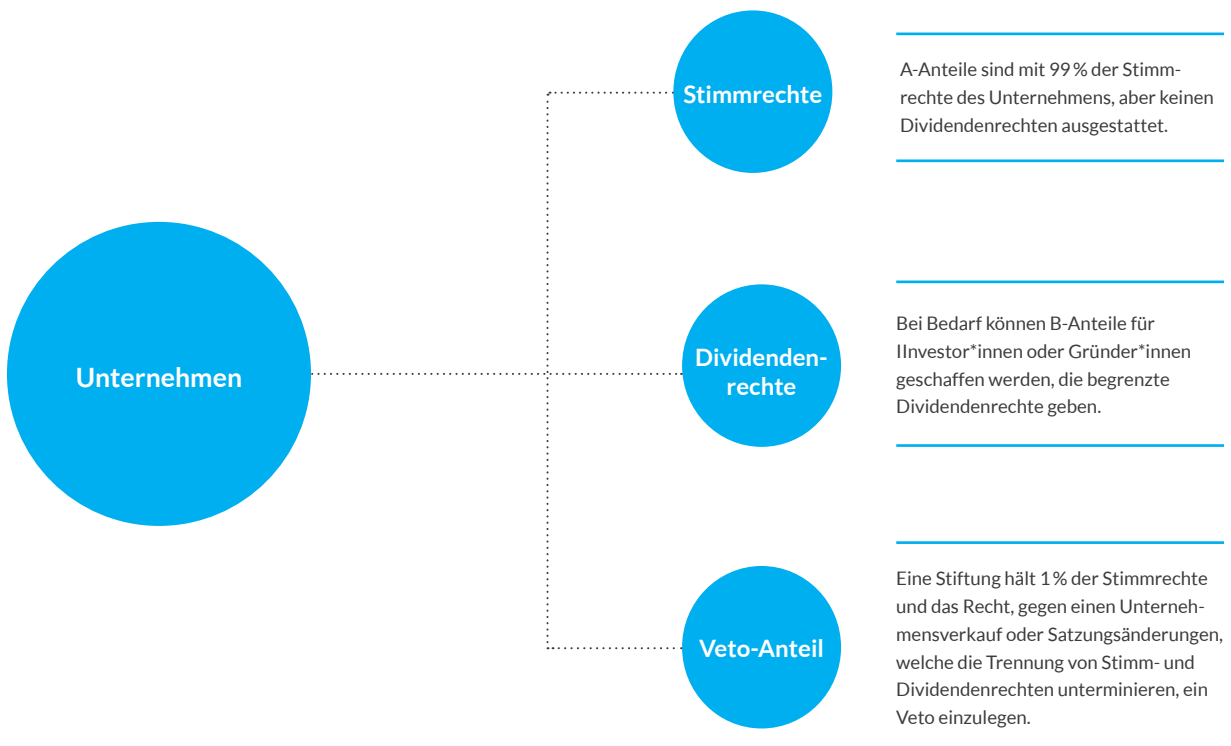 Stimmrechte
A-Anteile sind mit 99 % der Stimm-
rechte des Unternehmens, aber keinen
Dividendenrechten ausgestattet.
Unternehmen
Dividenden-
rechte
Bei Bedarf können B-Anteile für
IInvestor*innen oder Gründer*innen
geschaffen werden, die begrenzte
Dividendenrechte geben.
Veto-Anteil
Eine Stiftung hält 1 % der Stimmrechte
und das Recht, gegen einen Unterneh-
mensverkauf oder Satzungsänderungen,
welche die Trennung von Stimm- und
Dividendenrechten unterminieren, ein
Veto einzulegen.